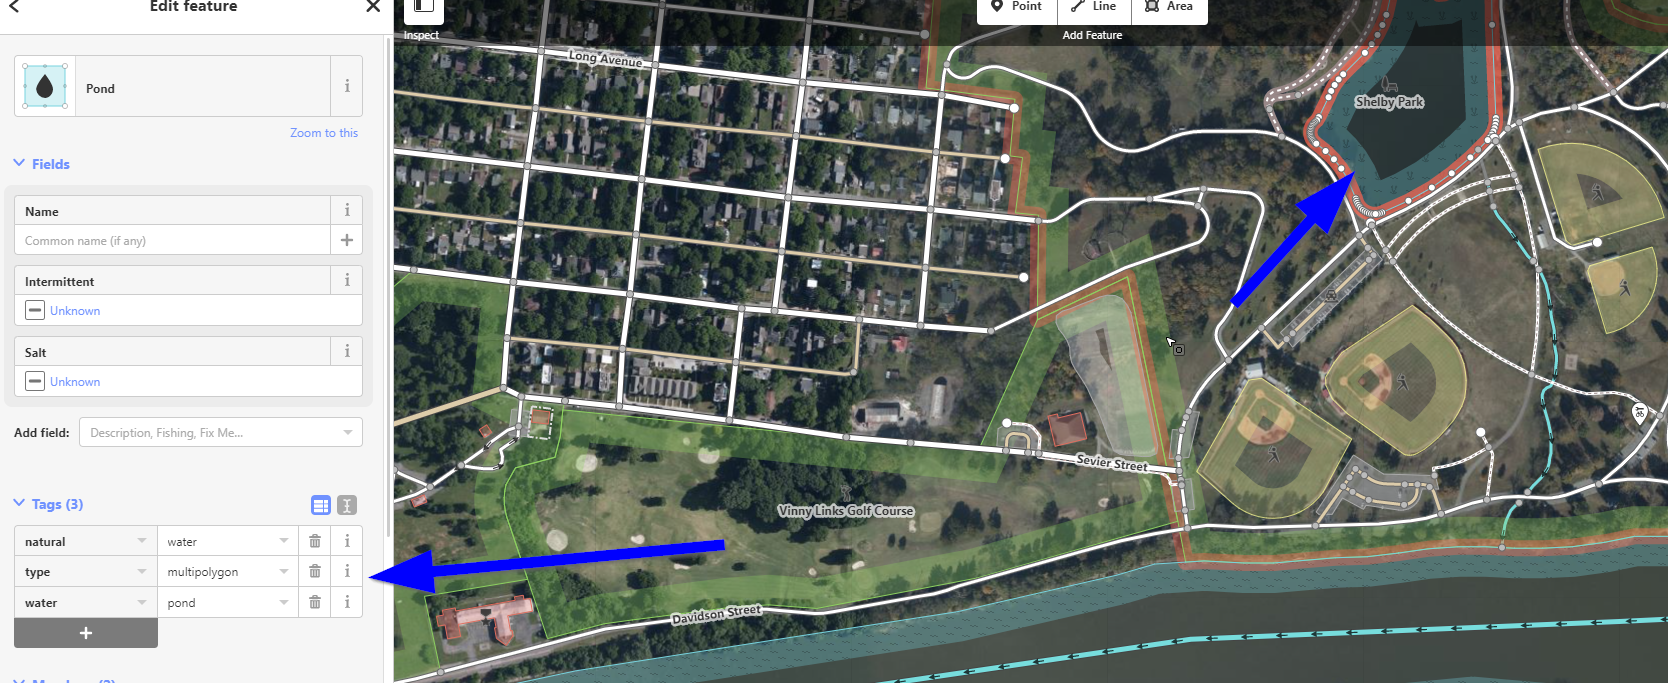 Edit feature
Inspect
Point
Line
Area
Add Feature
Pond
i
Zoom to this
Fields
Name
i
Common name (if any)
Intermittent
i
Unknown
Salt
i
Unknown
Add field:
Description, Fishing, Fix Me...
Tags (3)
natural
water
i
type
multipolygon
i
water
pond
i
+
Long Avenue
Shelby Park
Sevier Street
Vinny Links Golf Course
Davidson Street